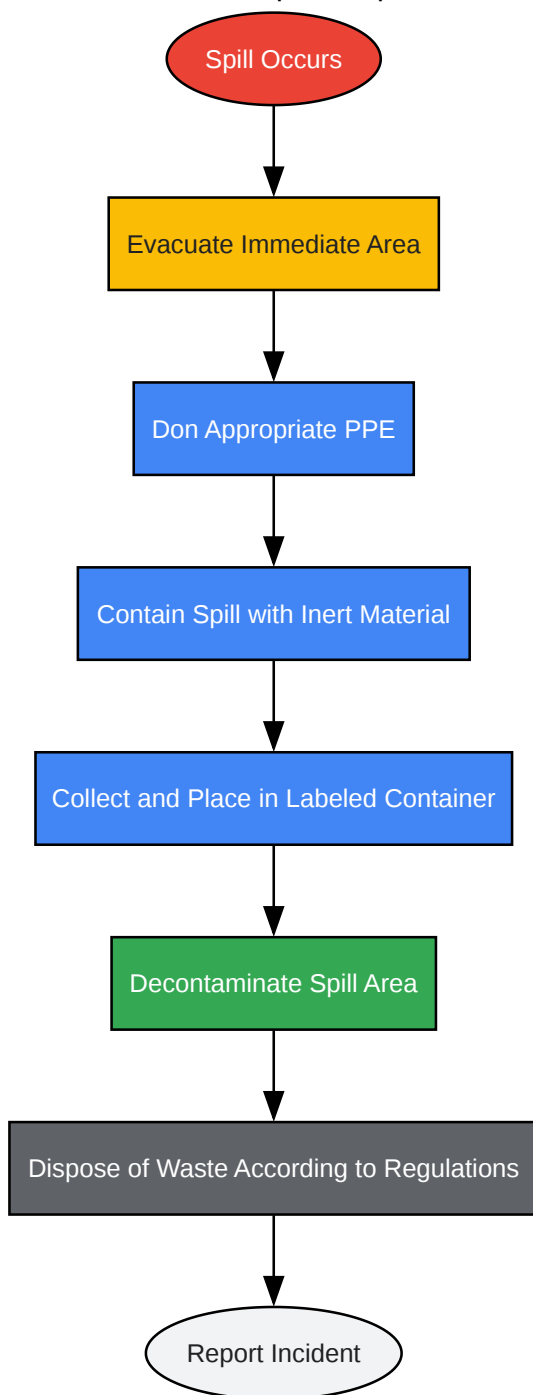 Spill Occurs
Evacuate Immediate Area
Don Appropriate PPE
Contain Spill with Inert Material
Collect and Place in Labeled Container
Decontaminate Spill Area
Dispose of Waste According to Regulations
Report Incident